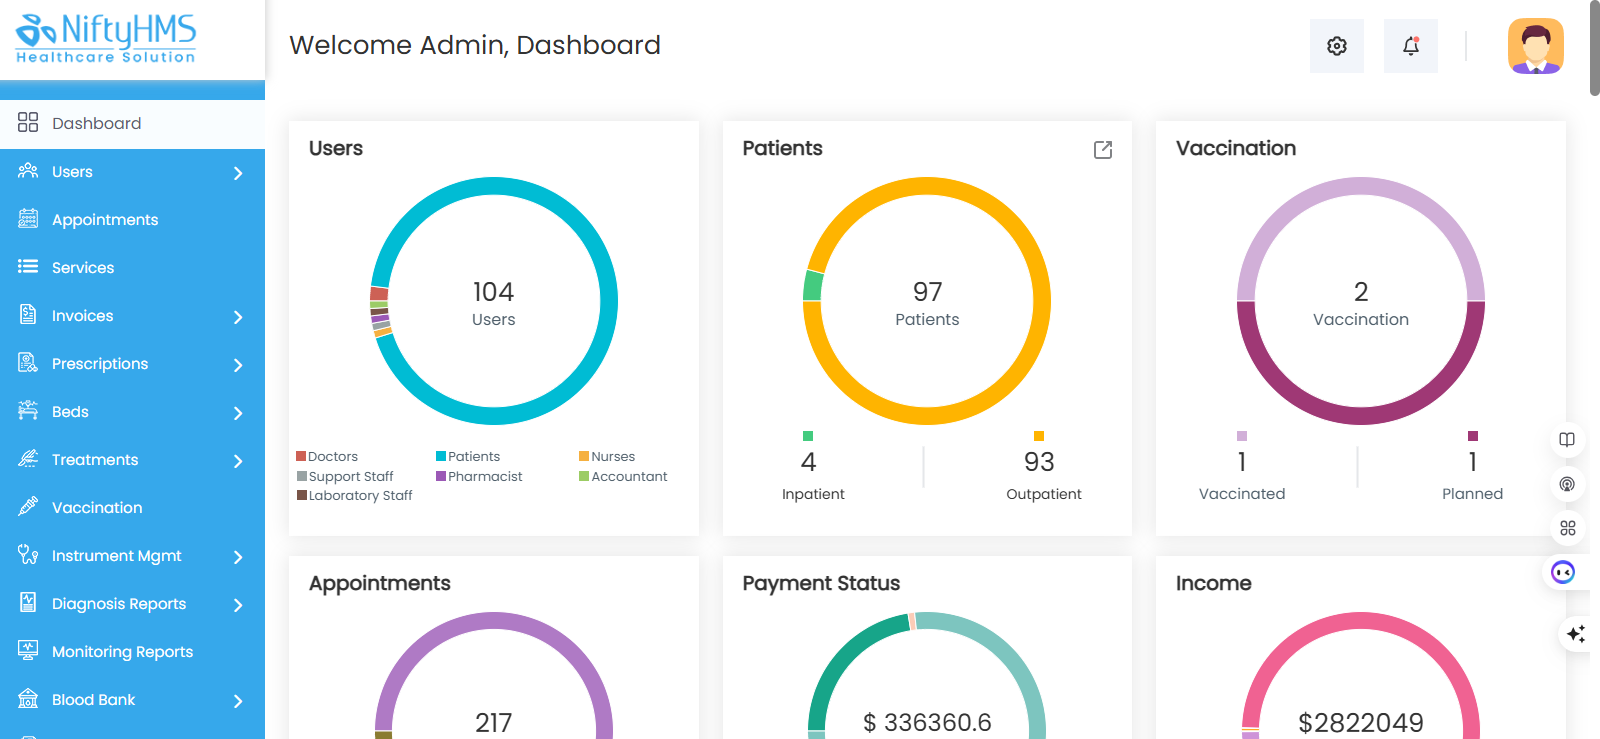 NiftyHMS
Healthcare Solution
Welcome Admin, Dashboard
Dashboard
Users
Appointments
Services
Invoices
Prescriptions
Beds
Treatments
Vaccination
Instrument Mgmt
Diagnosis Reports
Monitoring Reports
Blood Bank
Users
104
Users
Doctors
Patients
Nurses
Support Staff
Pharmacist
Accountant
Laboratory Staff
Patients
97
Patients
4
Inpatient
93
Outpatient
Vaccination
2
Vaccination
1
Vaccinated
1
Planned
Appointments
217
Payment Status
$ 336360.6
Income
$2822049